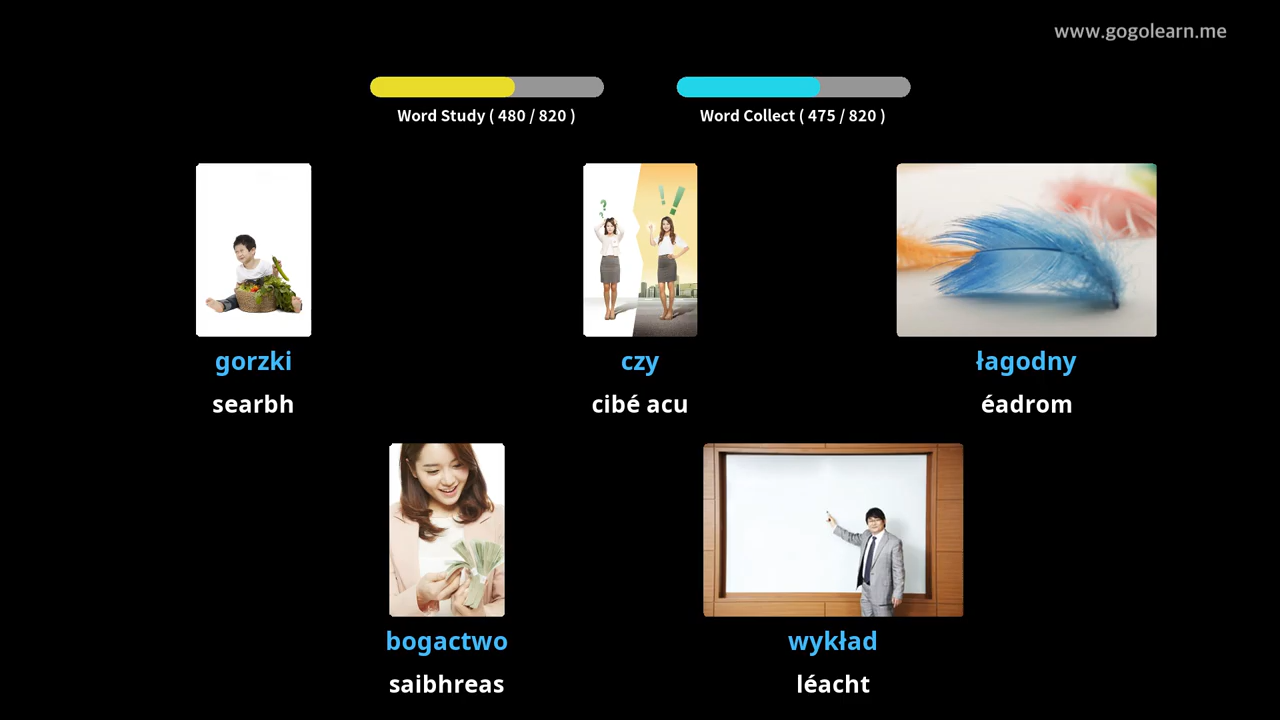 www.gogolearn.me
Word Study ( 480 / 820 )
Word Collect ( 475 / 820 )
gorzki
searbh
czy
cibé acu
łagodny
éadrom
bogactwo
saibhreas
wykład
léacht